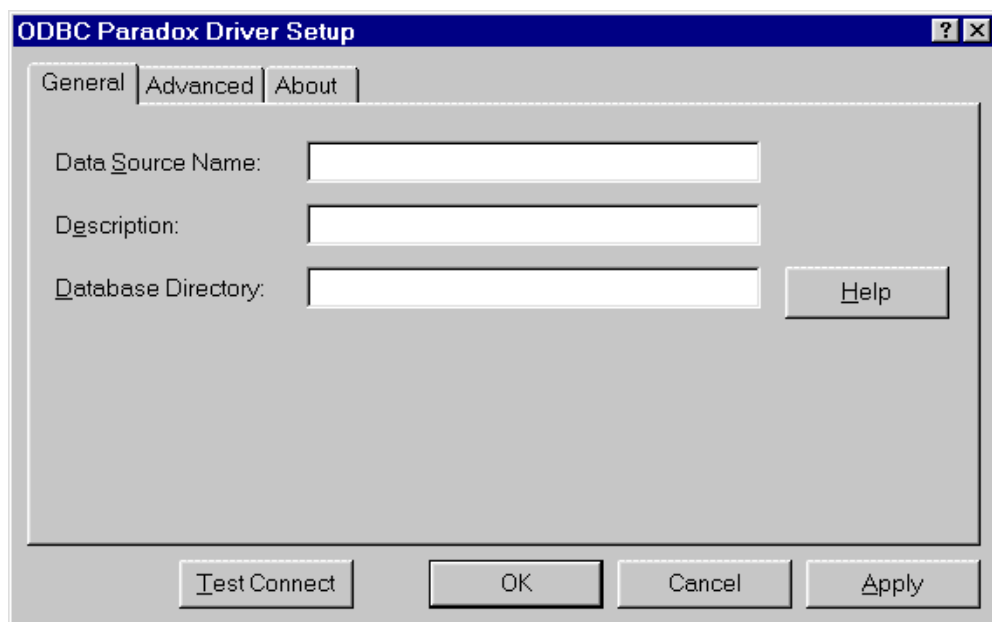 ODBC Paradox Driver Setup
General Advanced About
Data Source Name:
Description:
Database Directory:
Help
Test Connect OK Cancel Apply